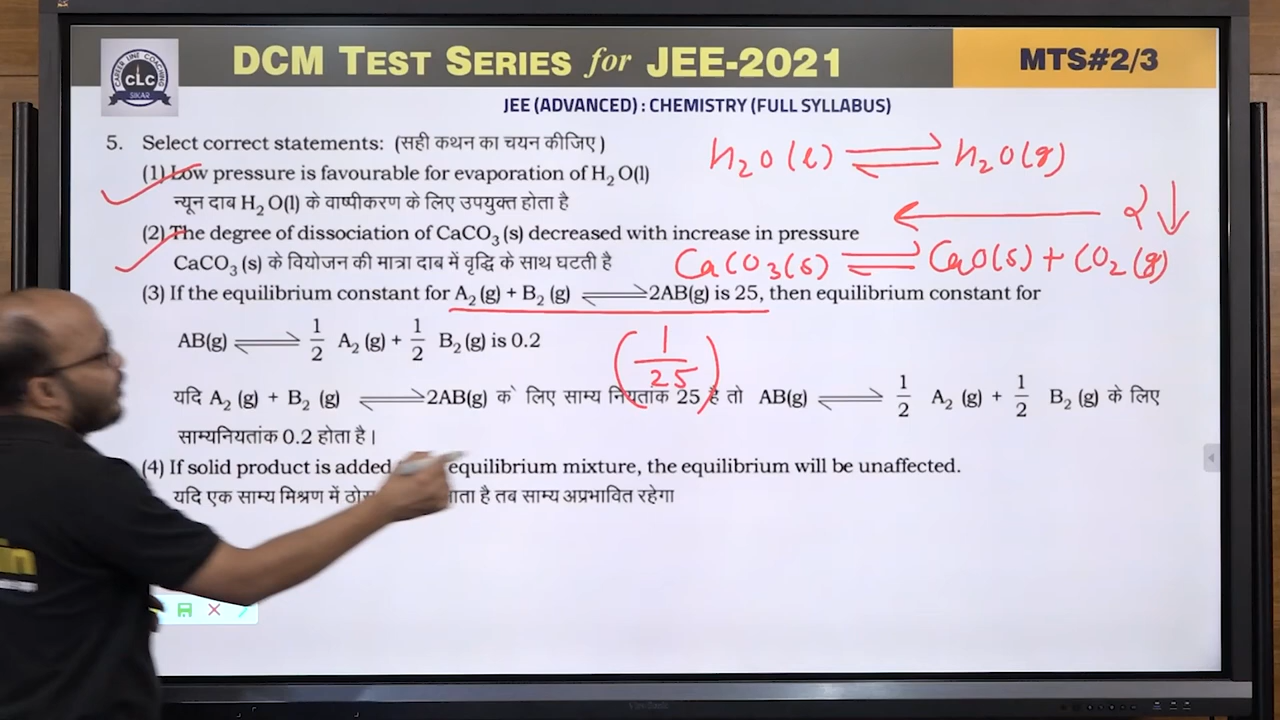 DCM TEST SERIES for JEE-2021
MTS#2/3
CAREER LINE COACHING
CLC
SIKAR
JEE (ADVANCED) : CHEMISTRY (FULL SYLLABUS)
5. Select correct statements: (सही कथन का चयन कीजिए)
H₂O(l) ⇌ H₂O(g)
(1) Low pressure is favourable for evaporation of H₂O(l)
न्यून दाब H₂O(l) के वाष्पीकरण के लिए उपयुक्त होता है
α ↓
←
(2) The degree of dissociation of CaCO₃(s) decreased with increase in pressure
CaCO₃(s) के वियोजन की मात्रा दाब में वृद्धि के साथ घटती है
CaCO₃(s) ⇌ CaO(s) + CO₂(g)
(3) If the equilibrium constant for A₂(g) + B₂(g) ⇌ 2AB(g) is 25, then equilibrium constant for
AB(g) ⇌ 1/2 A₂(g) + 1/2 B₂(g) is 0.2
(1/25)
यदि A₂(g) + B₂(g) ⇌ 2AB(g) के लिए साम्य नियतांक 25 है तो AB(g) ⇌ 1/2 A₂(g) + 1/2 B₂(g) के लिए
साम्यनियतांक 0.2 होता है।
(4) If solid product is added equilibrium mixture, the equilibrium will be unaffected.
यदि एक साम्य मिश्रण में है तब साम्य अप्रभावित रहेगा
in